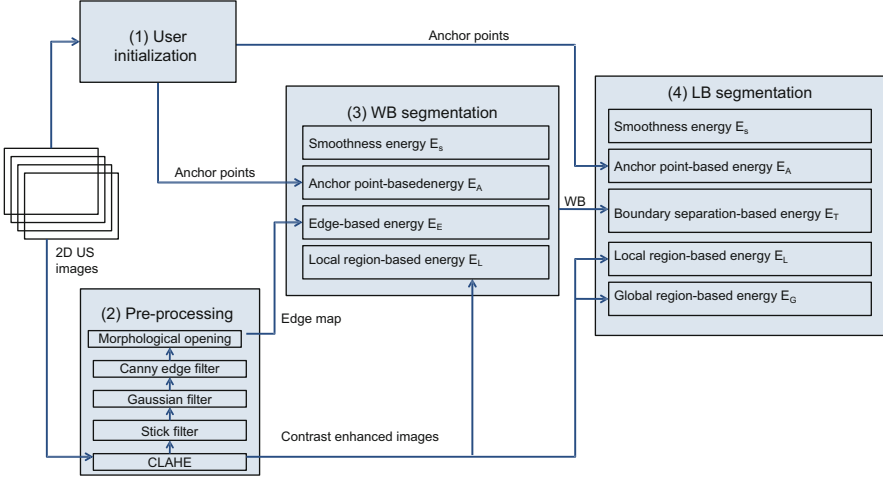 (1) User
initialization
Anchor points
(3) WB segmentation
Smoothness energy Es
Anchor point-basedenergy EA
Edge-based energy EE
Local region-based energy EL
(4) LB segmentation
Smoothness energy Es
Anchor point-based energy EA
Boundary separation-based energy ET
Local region-based energy EL
Global region-based energy EG
Anchor points
WB
2D US
images
(2) Pre-processing
Morphological opening
Canny edge filter
Gaussian filter
Stick filter
CLAHE
Edge map
Contrast enhanced images